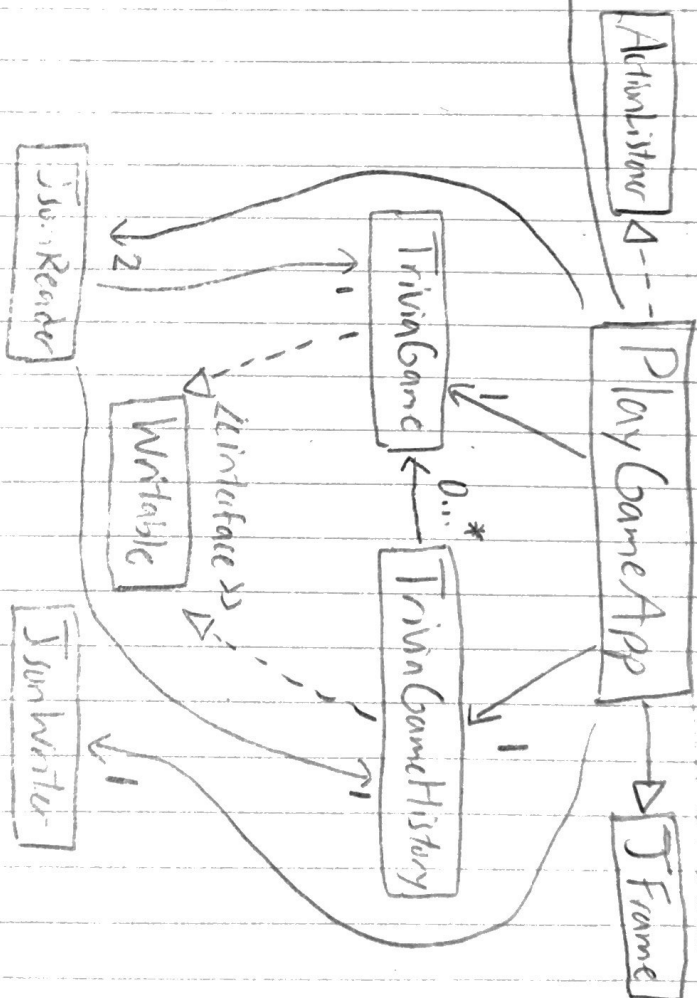 ActionListener
PlayGameApp
JFrame
1
1
TriviaGame
0...*
TriviaGameHistory
1
1
<<interface>>
Writable
2
JsonReader
1
JsonWriter